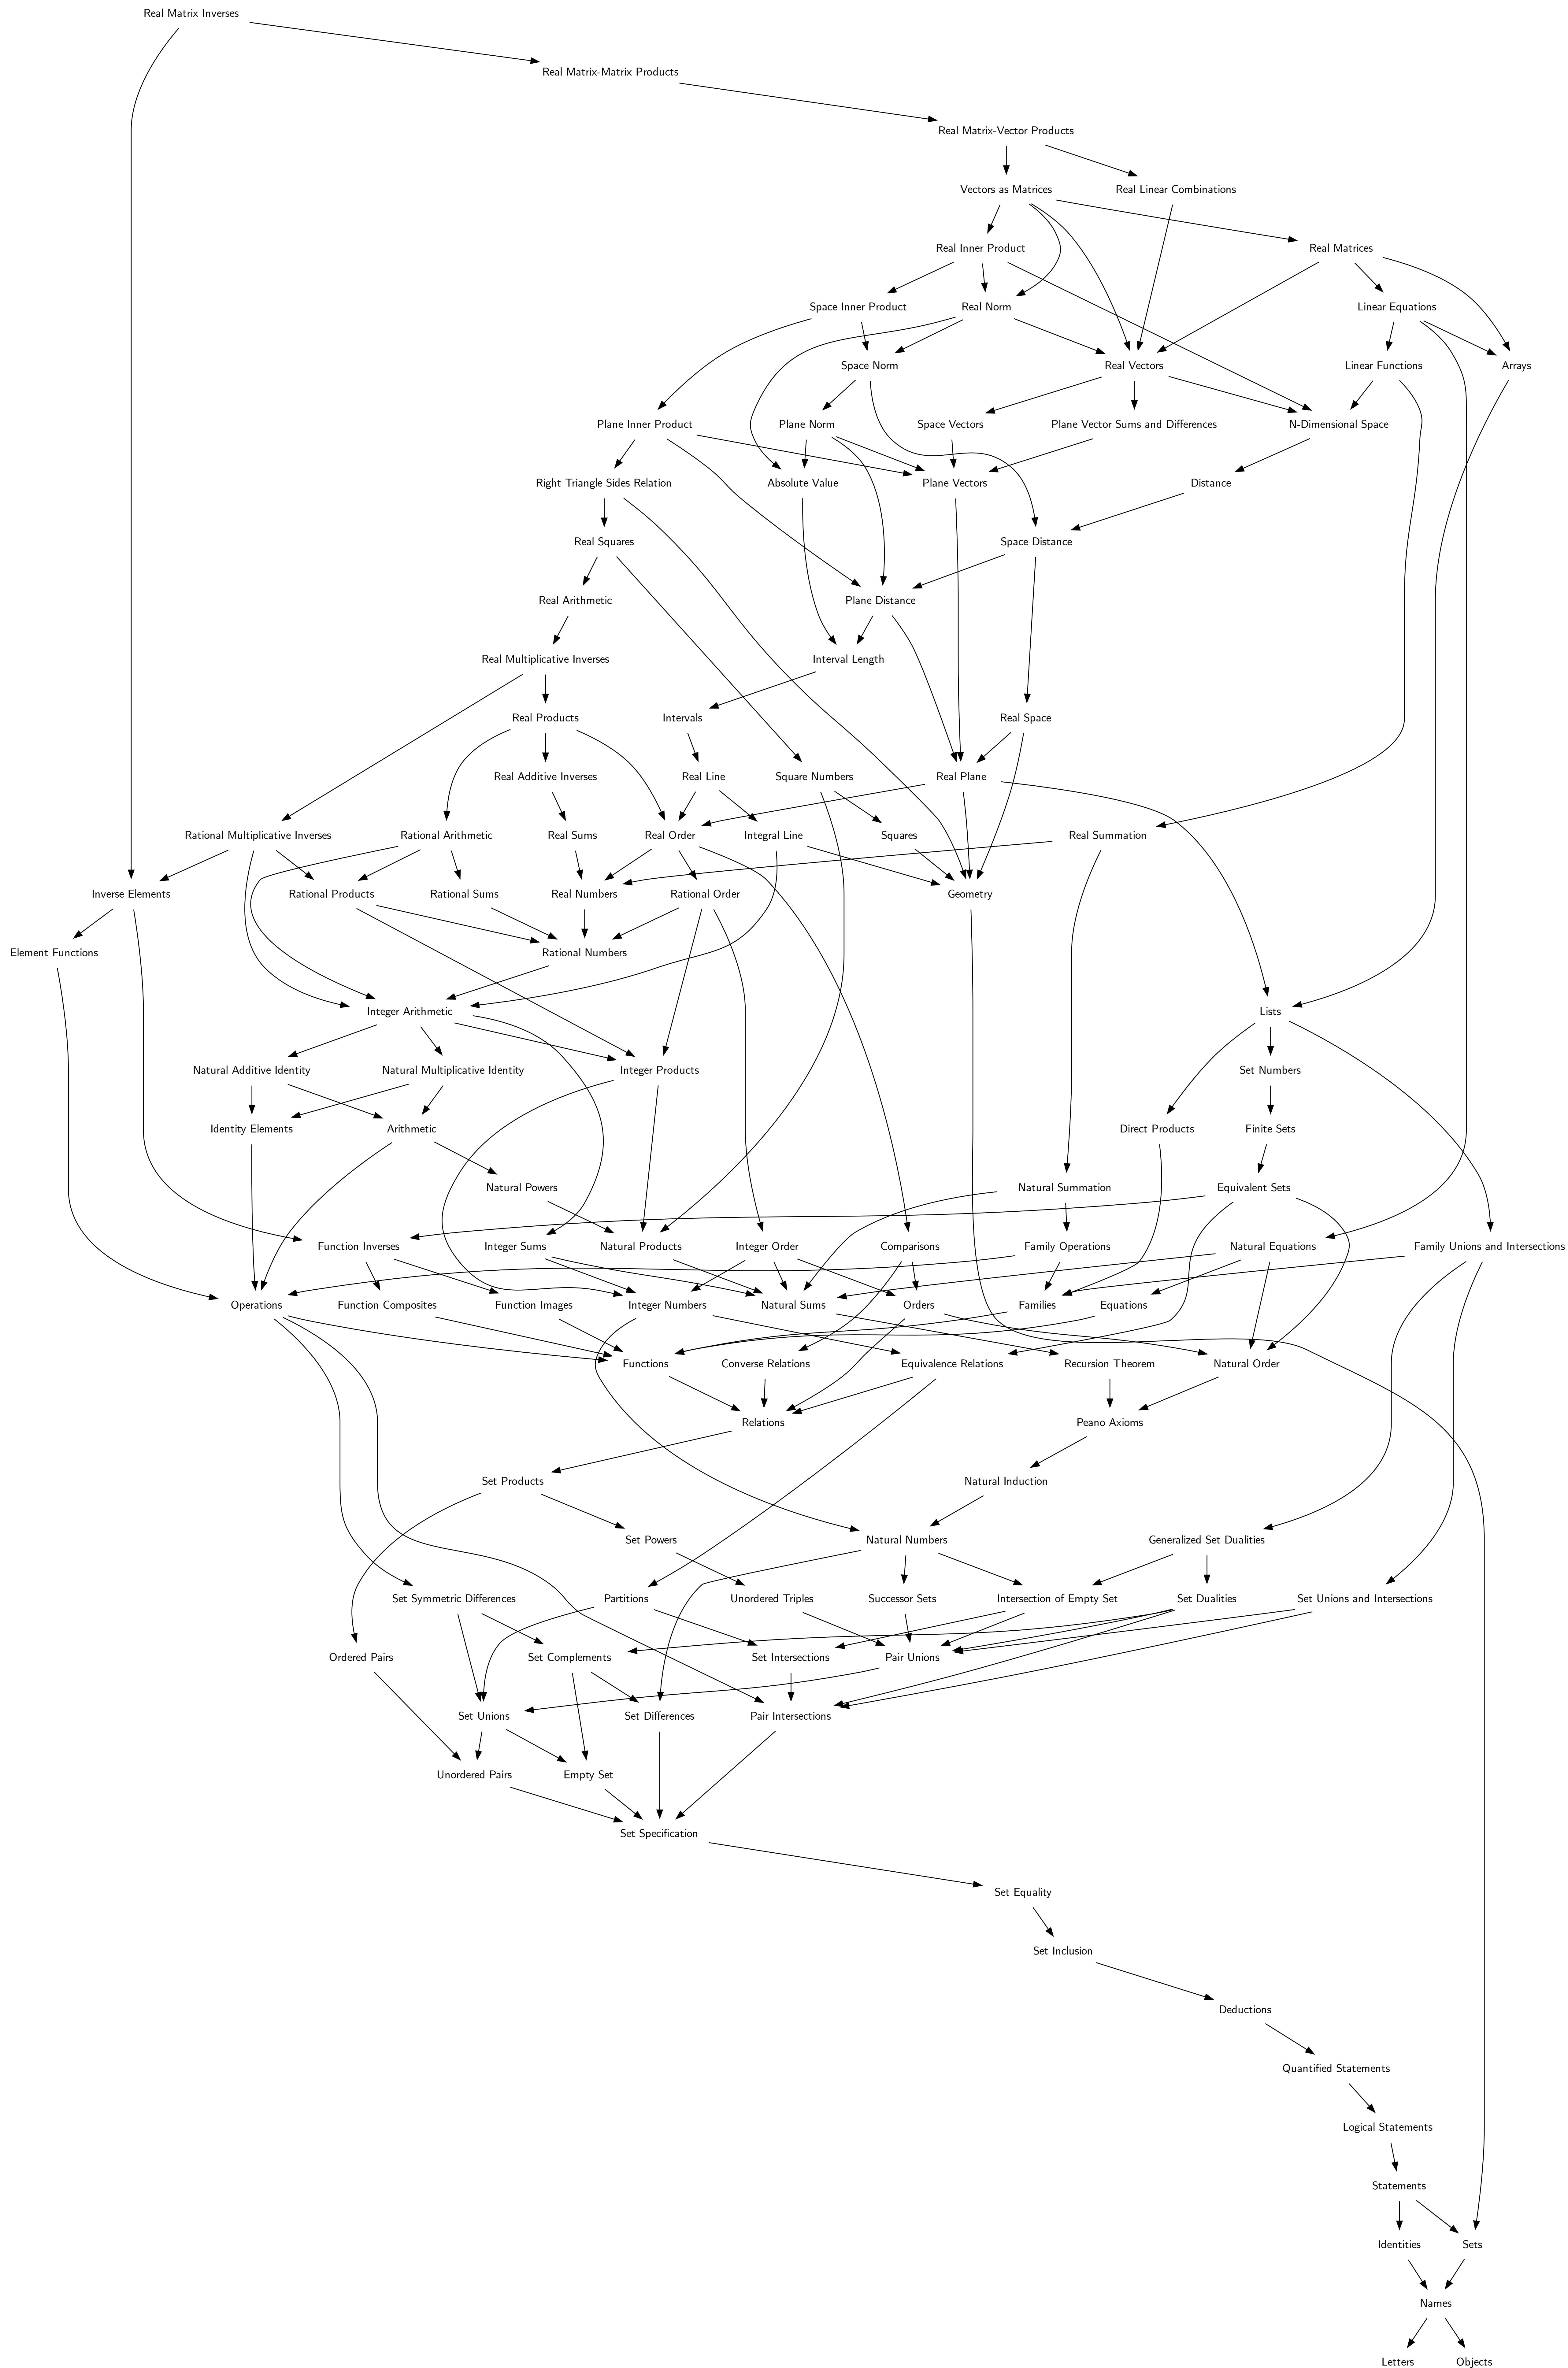 Real Matrix Inverses
Real Matrix-Matrix Products
Real Matrix-Vector Products
Vectors as Matrices
Real Linear Combinations
Real Inner Product
Real Matrices
Space Inner Product
Real Norm
Linear Equations
Space Norm
Real Vectors
Linear Functions
Arrays
Plane Inner Product
Plane Norm
Space Vectors
Plane Vector Sums and Differences
N-Dimensional Space
Right Triangle Sides Relation
Absolute Value
Plane Vectors
Distance
Real Squares
Space Distance
Real Arithmetic
Plane Distance
Real Multiplicative Inverses
Interval Length
Real Products
Intervals
Real Space
Real Additive Inverses
Real Line
Square Numbers
Real Plane
Rational Multiplicative Inverses
Rational Arithmetic
Real Sums
Real Order
Integral Line
Squares
Real Summation
Inverse Elements
Rational Products
Rational Sums
Real Numbers
Rational Order
Geometry
Element Functions
Rational Numbers
Integer Arithmetic
Lists
Natural Additive Identity
Natural Multiplicative Identity
Integer Products
Set Numbers
Identity Elements
Arithmetic
Direct Products
Finite Sets
Natural Powers
Natural Summation
Equivalent Sets
Function Inverses
Integer Sums
Natural Products
Integer Order
Comparisons
Family Operations
Natural Equations
Family Unions and Intersections
Operations
Function Composites
Function Images
Integer Numbers
Natural Sums
Orders
Families
Equations
Functions
Converse Relations
Equivalence Relations
Recursion Theorem
Natural Order
Relations
Peano Axioms
Set Products
Natural Induction
Set Powers
Natural Numbers
Generalized Set Dualities
Set Symmetric Differences
Partitions
Unordered Triples
Successor Sets
Intersection of Empty Set
Set Dualities
Set Unions and Intersections
Ordered Pairs
Set Complements
Set Intersections
Pair Unions
Set Unions
Set Differences
Pair Intersections
Unordered Pairs
Empty Set
Set Specification
Set Equality
Set Inclusion
Deductions
Quantified Statements
Logical Statements
Statements
Identities
Sets
Names
Letters
Objects